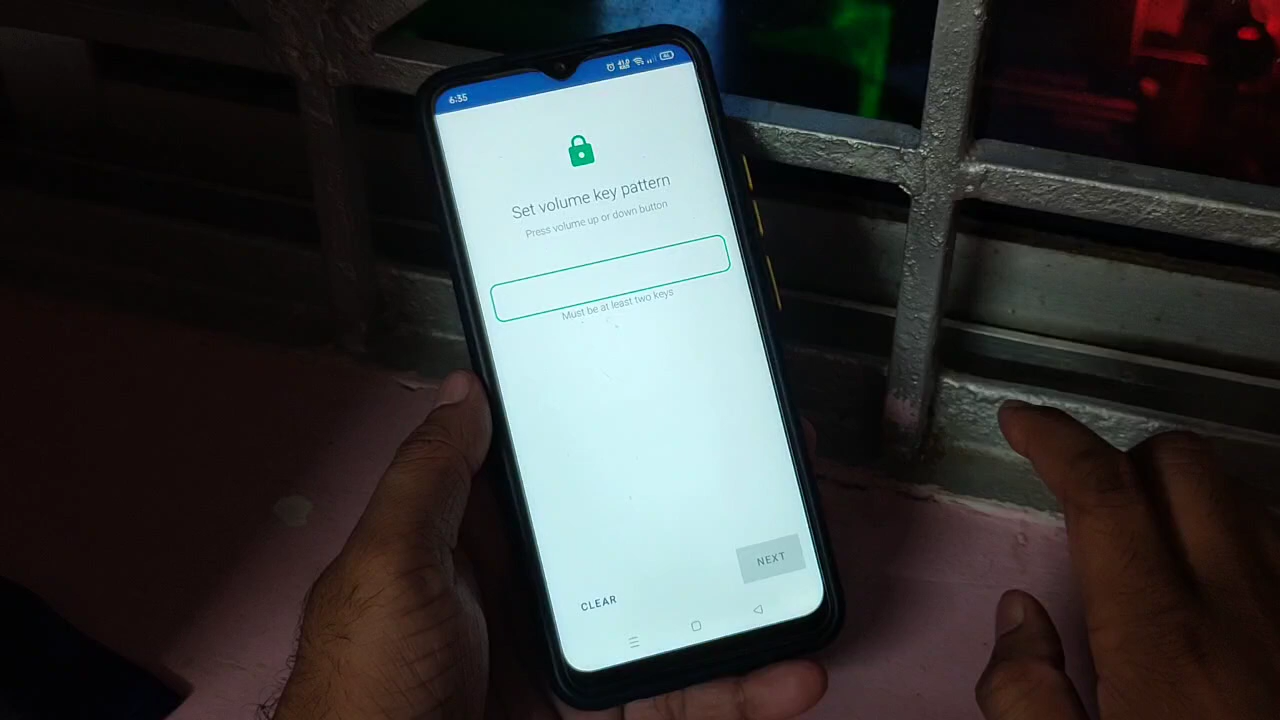 6:35
Set volume key pattern
Press volume up or down button
Must be at least two keys
NEXT
CLEAR